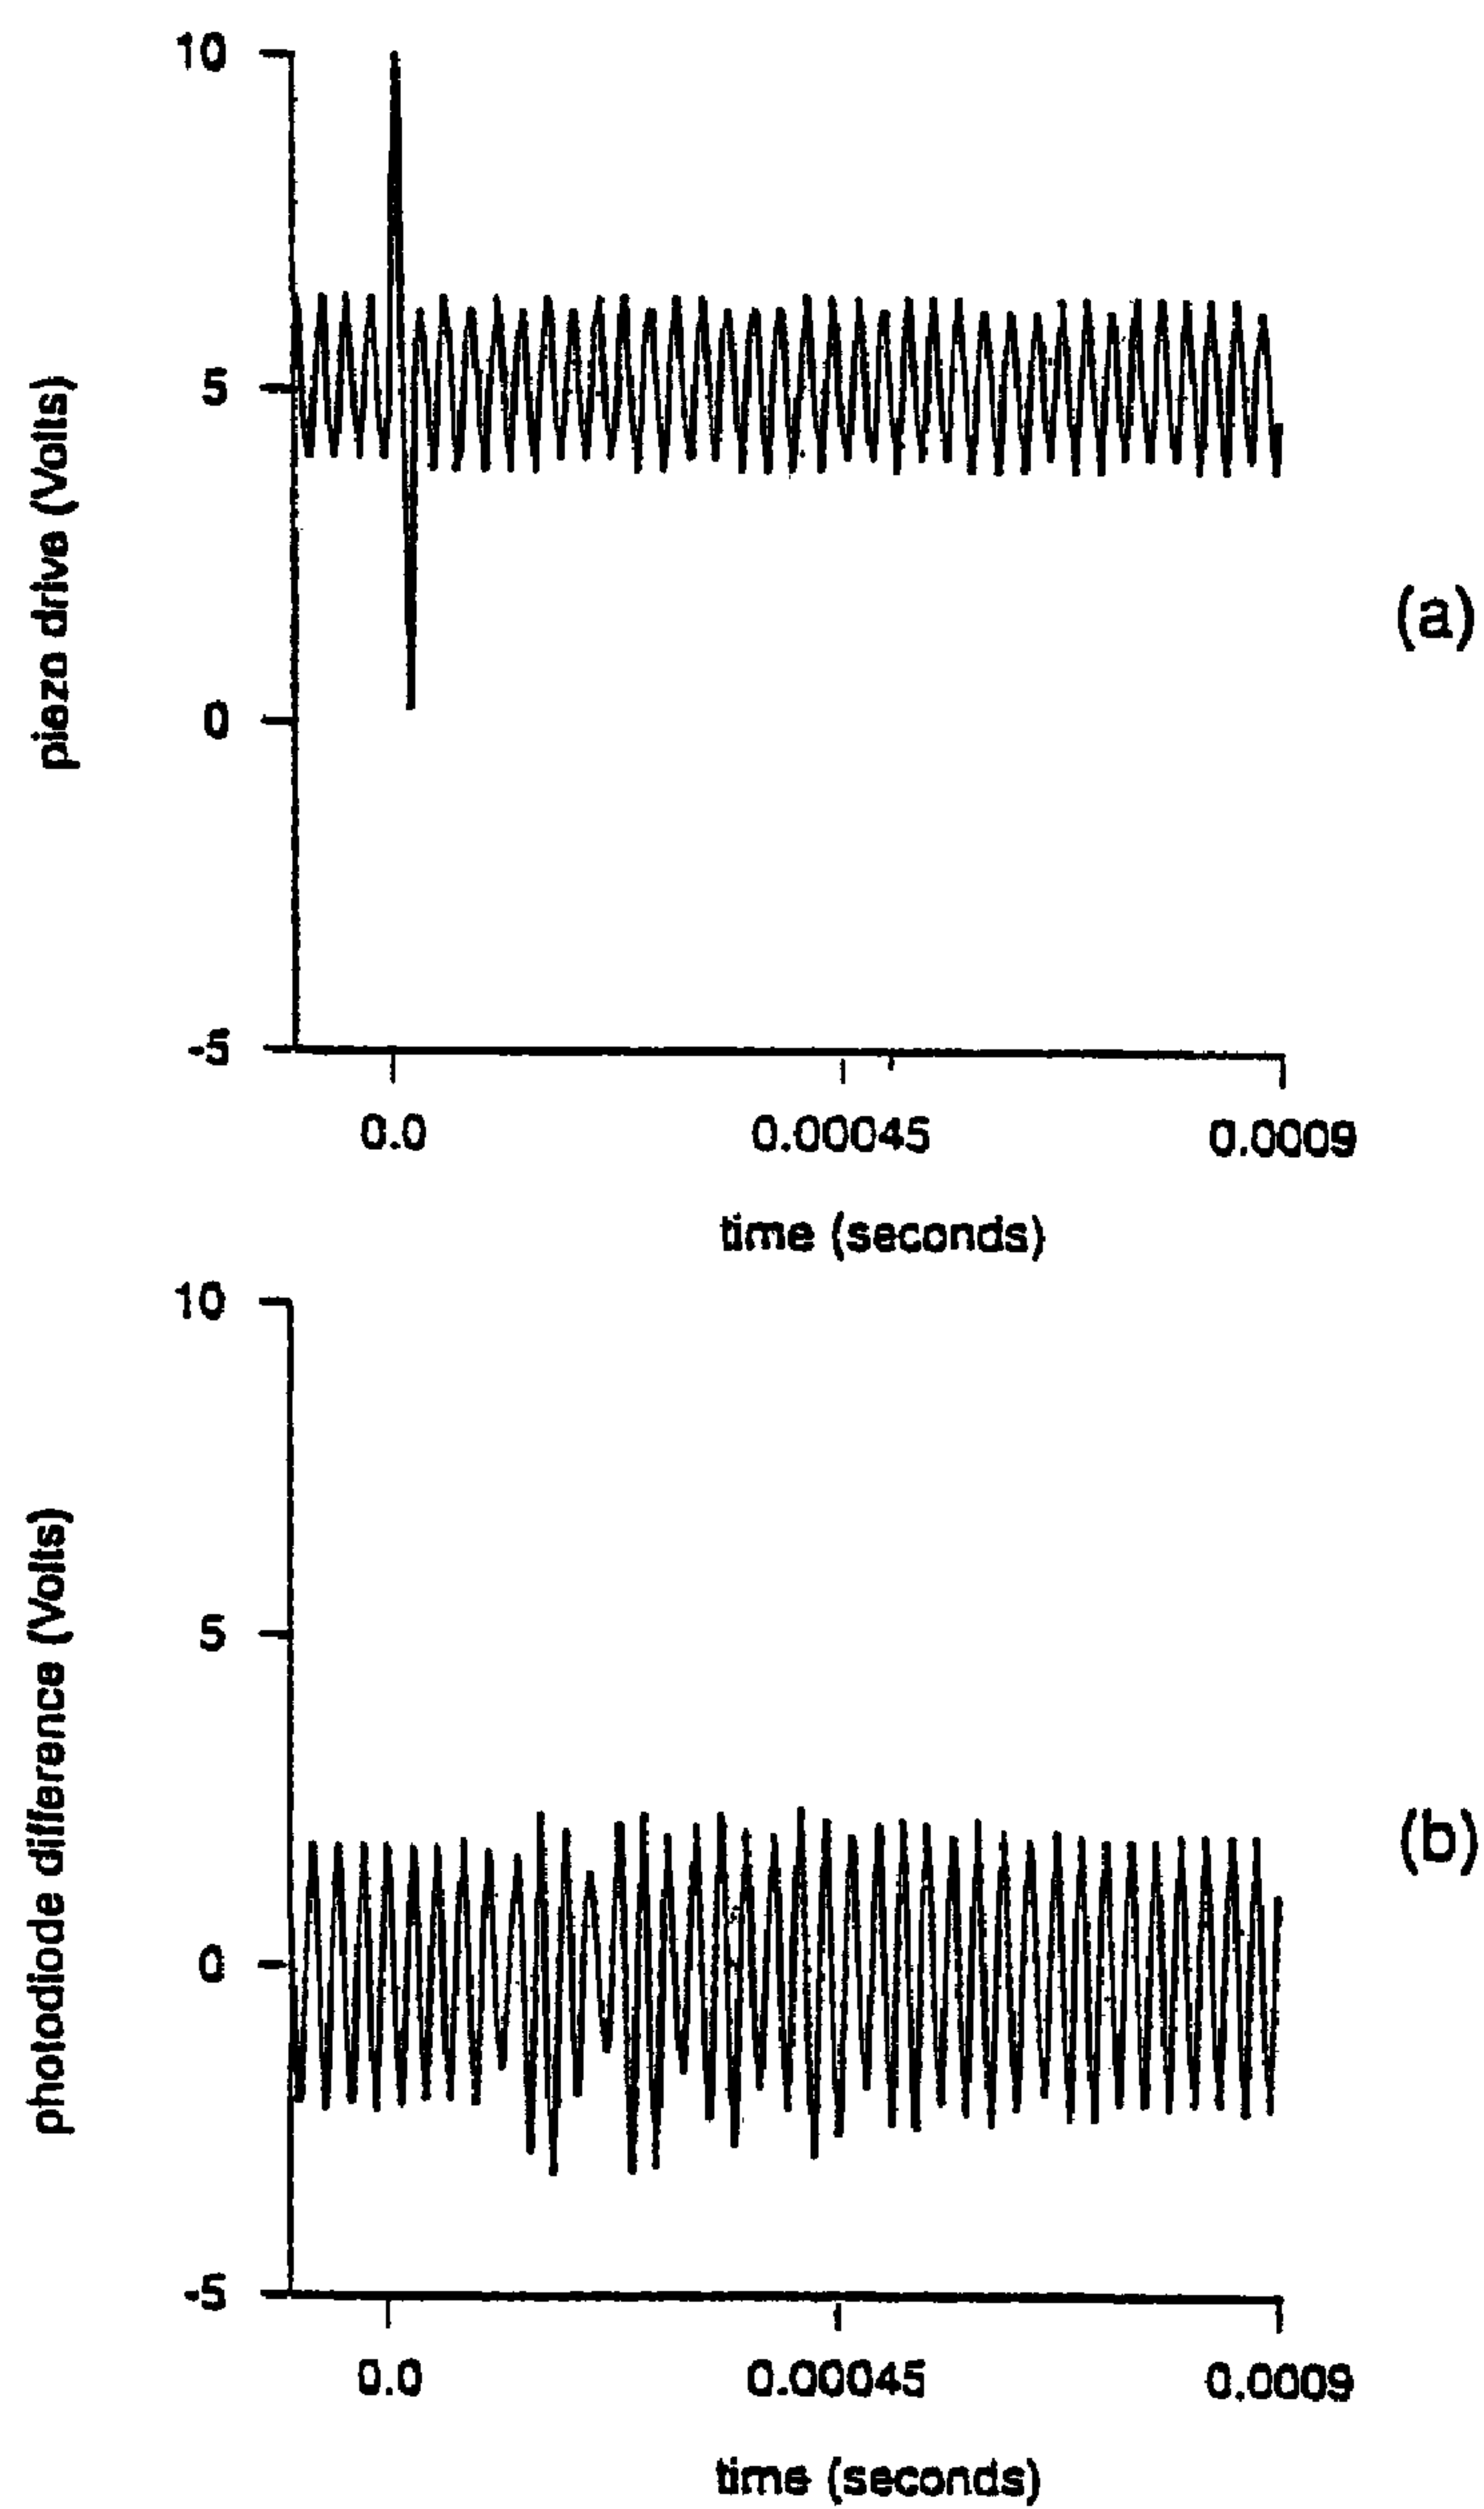 10
5
0
-5
piezo drive (Volts)
0.0
0.00045
0.0009
time (seconds)
(a)
10
5
0
-5
photodiode difference (Volts)
0.0
0.00045
0.0009
time (seconds)
(b)